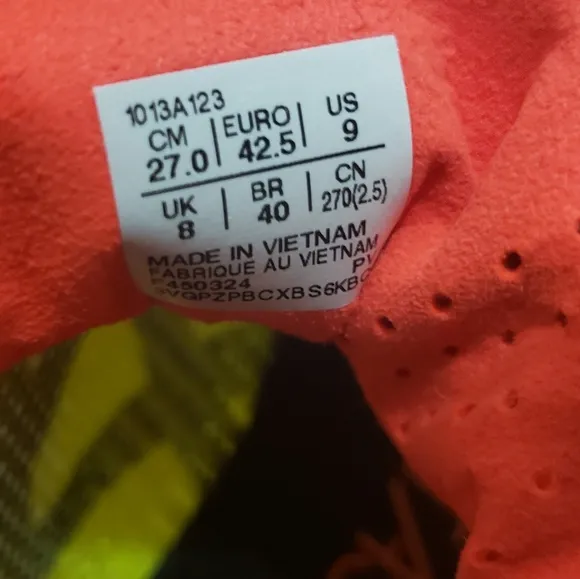 1013A123
CM | EURO | US
27.0 | 42.5 | 9
UK | BR | CN
8 | 40 | 270(2.5)
MADE IN VIETNAM
FABRIQUE AU VIETNAM
450324